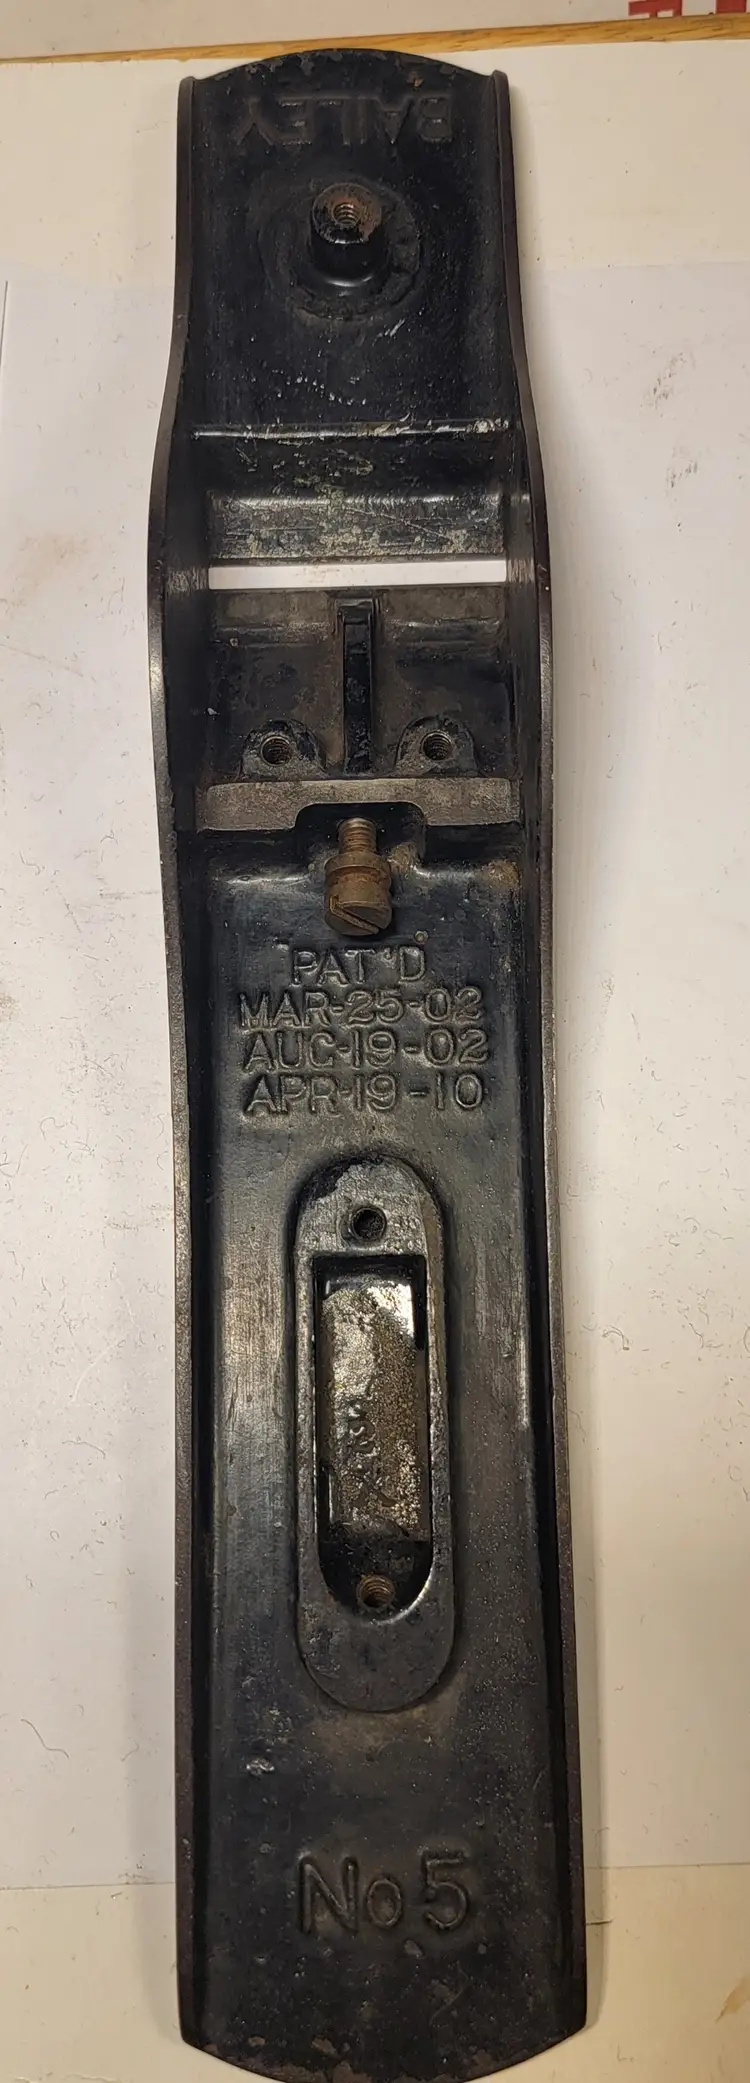 BAILEY
PAT'D
MAR-25-02
AUG-19-02
APR-19-10
No 5